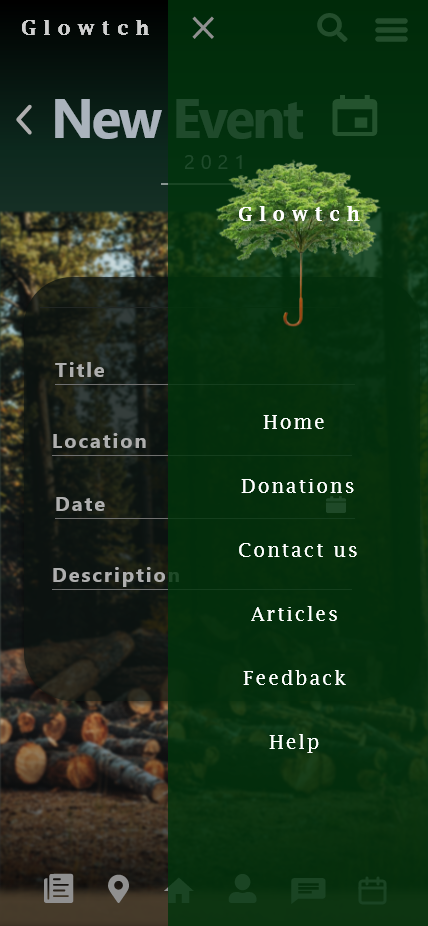 Glowtch
New Event
2021
Glowtch
Title
Home
Location
Donations
Date
Contact us
Description
Articles
Feedback
Help